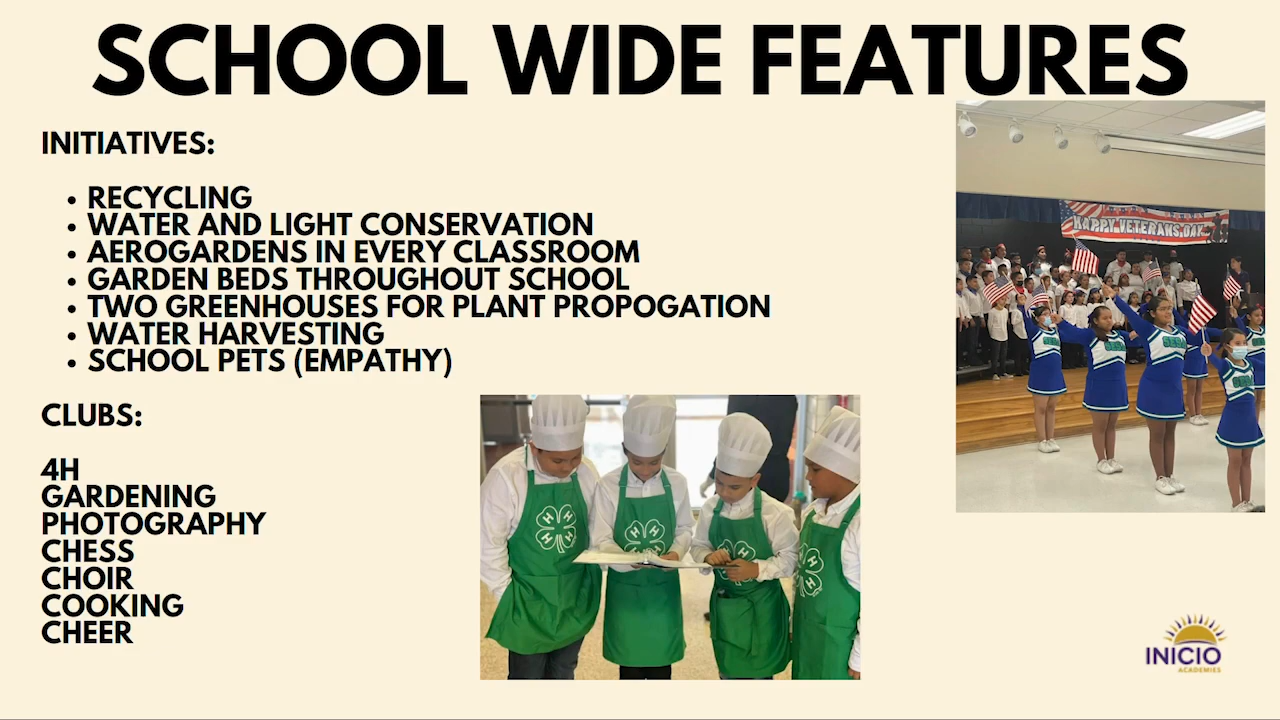 SCHOOL WIDE FEATURES
INITIATIVES:
• RECYCLING
• WATER AND LIGHT CONSERVATION
• AEROGARDENS IN EVERY CLASSROOM
• GARDEN BEDS THROUGHOUT SCHOOL
• TWO GREENHOUSES FOR PLANT PROPOGATION
• WATER HARVESTING
• SCHOOL PETS (EMPATHY)
CLUBS:
4H
GARDENING
PHOTOGRAPHY
CHESS
CHOIR
COOKING
CHEER
HAPPY VETERANS DAY
H H H H
H H H H
INICIO
ACADEMIES